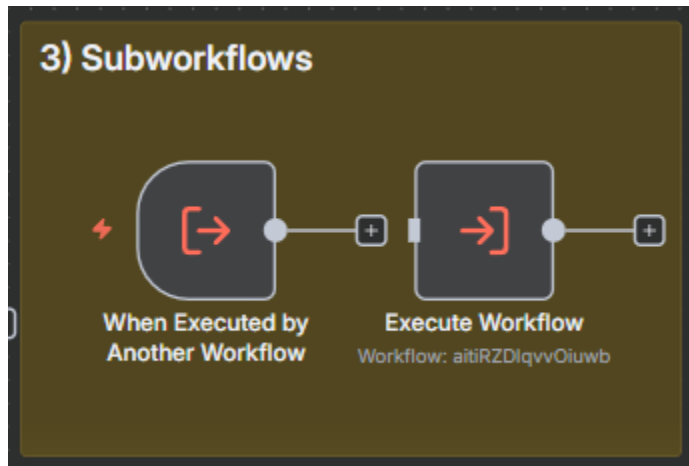 3) Subworkflows
When Executed by
Another Workflow
Execute Workflow
Workflow: aitiRZDIqvvOiuwb